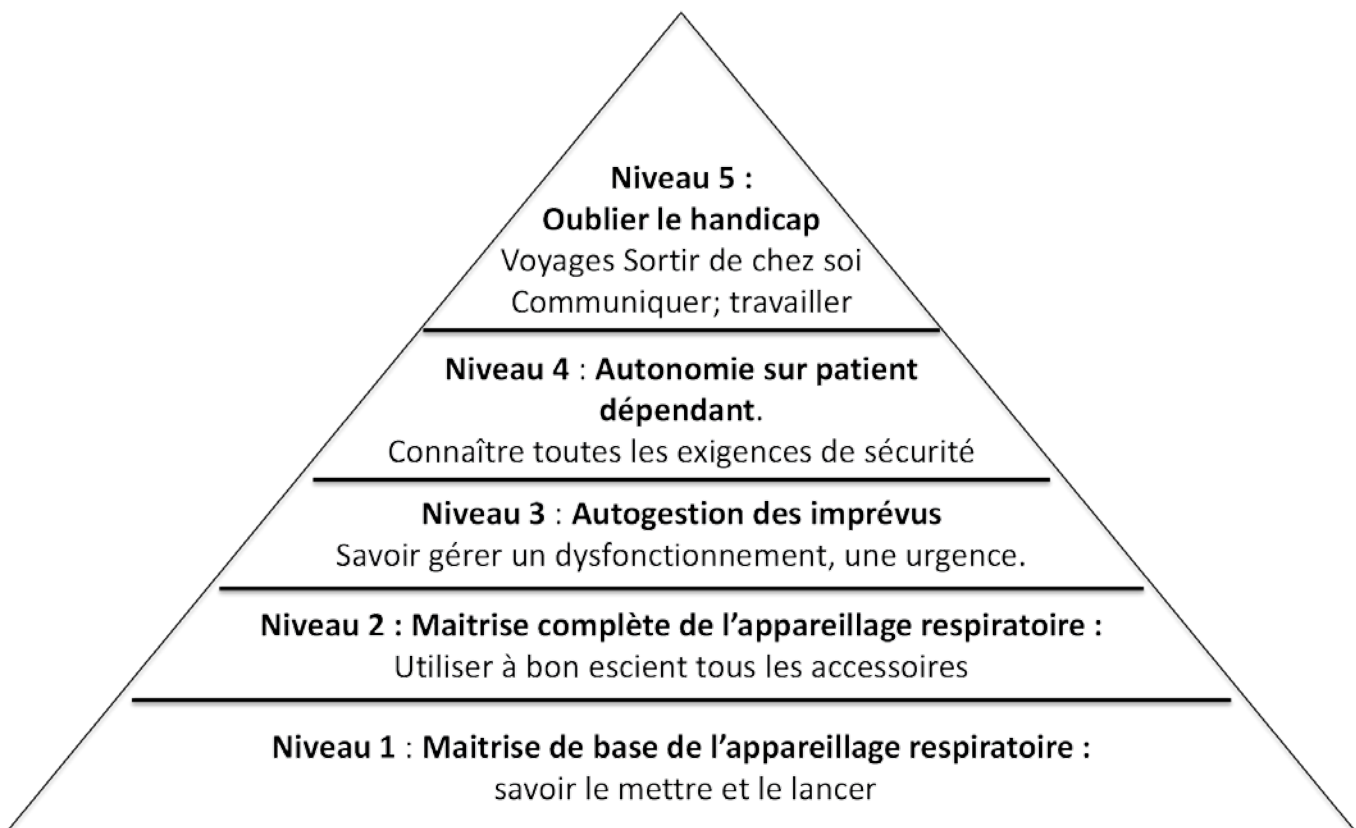 Niveau 5 :
Oublier le handicap
Voyages Sortir de chez soi
Communiquer; travailler
Niveau 4 : Autonomie sur patient
dépendant.
Connaître toutes les exigences de sécurité
Niveau 3 : Autogestion des imprévus
Savoir gérer un dysfonctionnement, une urgence.
Niveau 2 : Maitrise complète de l’appareillage respiratoire :
Utiliser à bon escient tous les accessoires
Niveau 1 : Maitrise de base de l’appareillage respiratoire :
savoir le mettre et le lancer